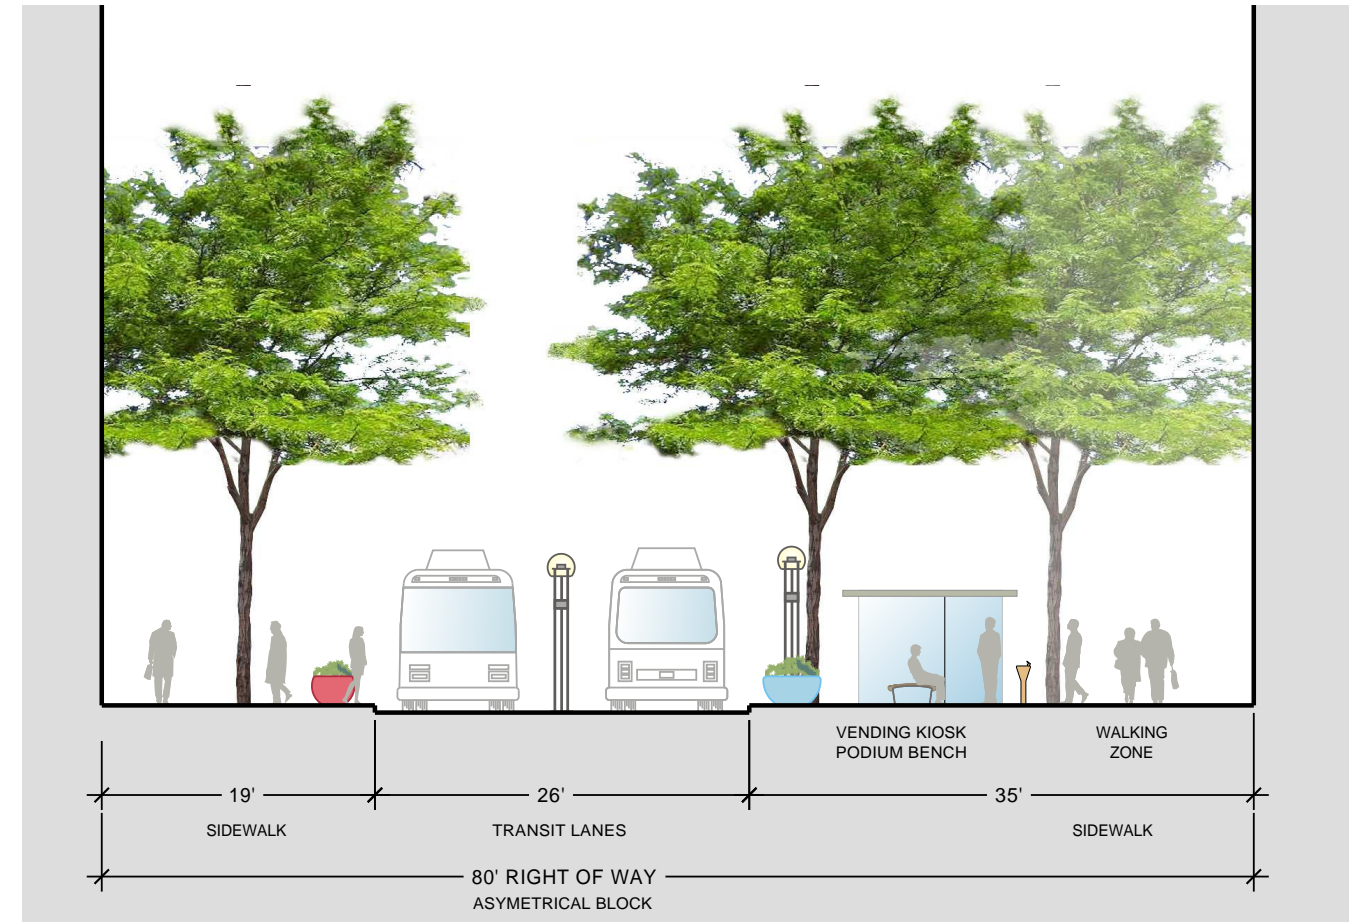 VENDING KIOSK
PODIUM BENCH
WALKING
ZONE
19'
26'
35'
SIDEWALK
TRANSIT LANES
SIDEWALK
80' RIGHT OF WAY
ASYMETRICAL BLOCK